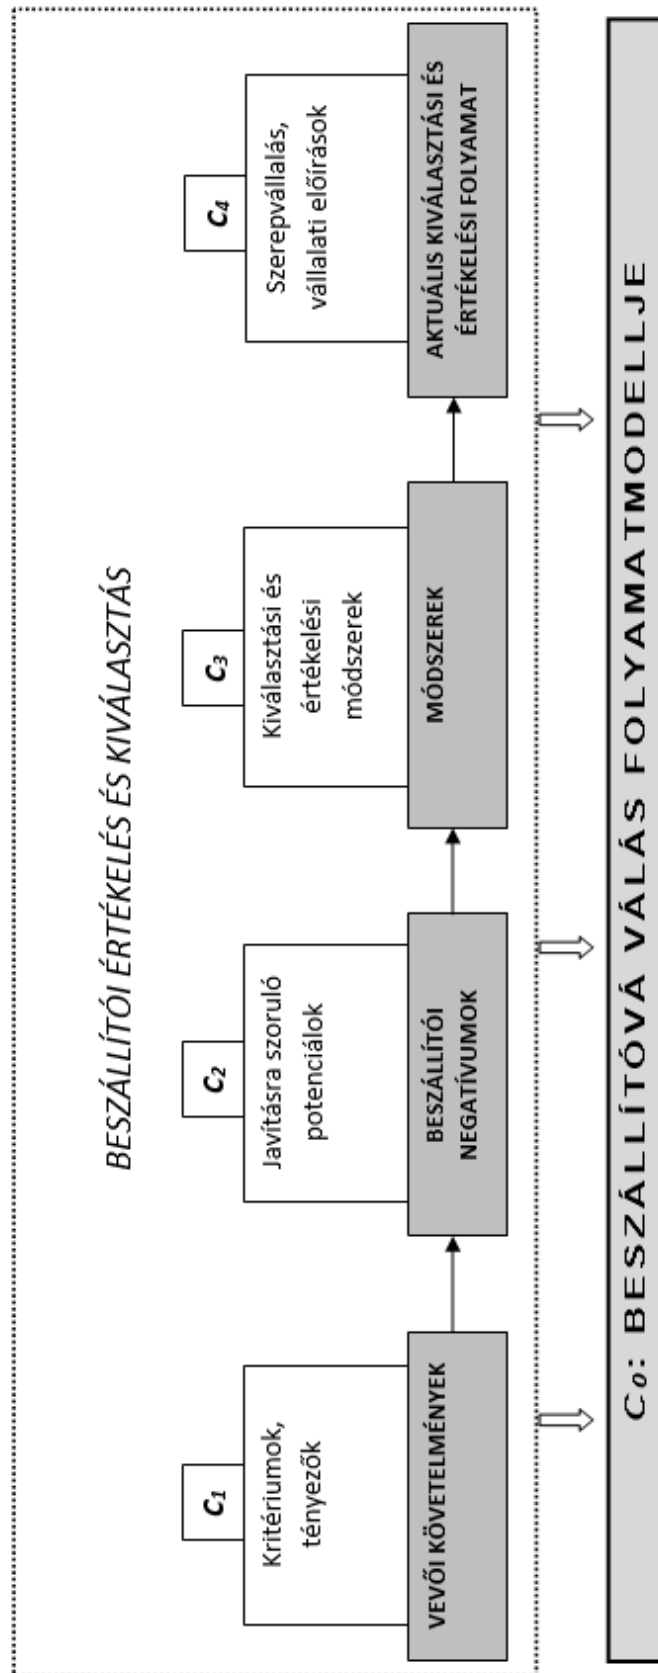 BESZÁLLÍTÓI ÉRTÉKELÉS ÉS KIVÁLASZTÁS
C1
Kritériumok,
tényezők
VEVŐI KÖVETELMÉNYEK
C2
Javításra szoruló
potenciálok
BESZÁLLÍTÓI
NEGATÍVUMOK
C3
Kiválasztási és
értékelési
módszerek
MÓDSZEREK
C4
Szerepvállalás,
vállalati előírások
AKTUÁLIS KIVÁLASZTÁSI ÉS
ÉRTÉKELÉSI FOLYAMAT
C0: BESZÁLLÍTÓVÁ VÁLÁS FOLYAMATMODELLJE